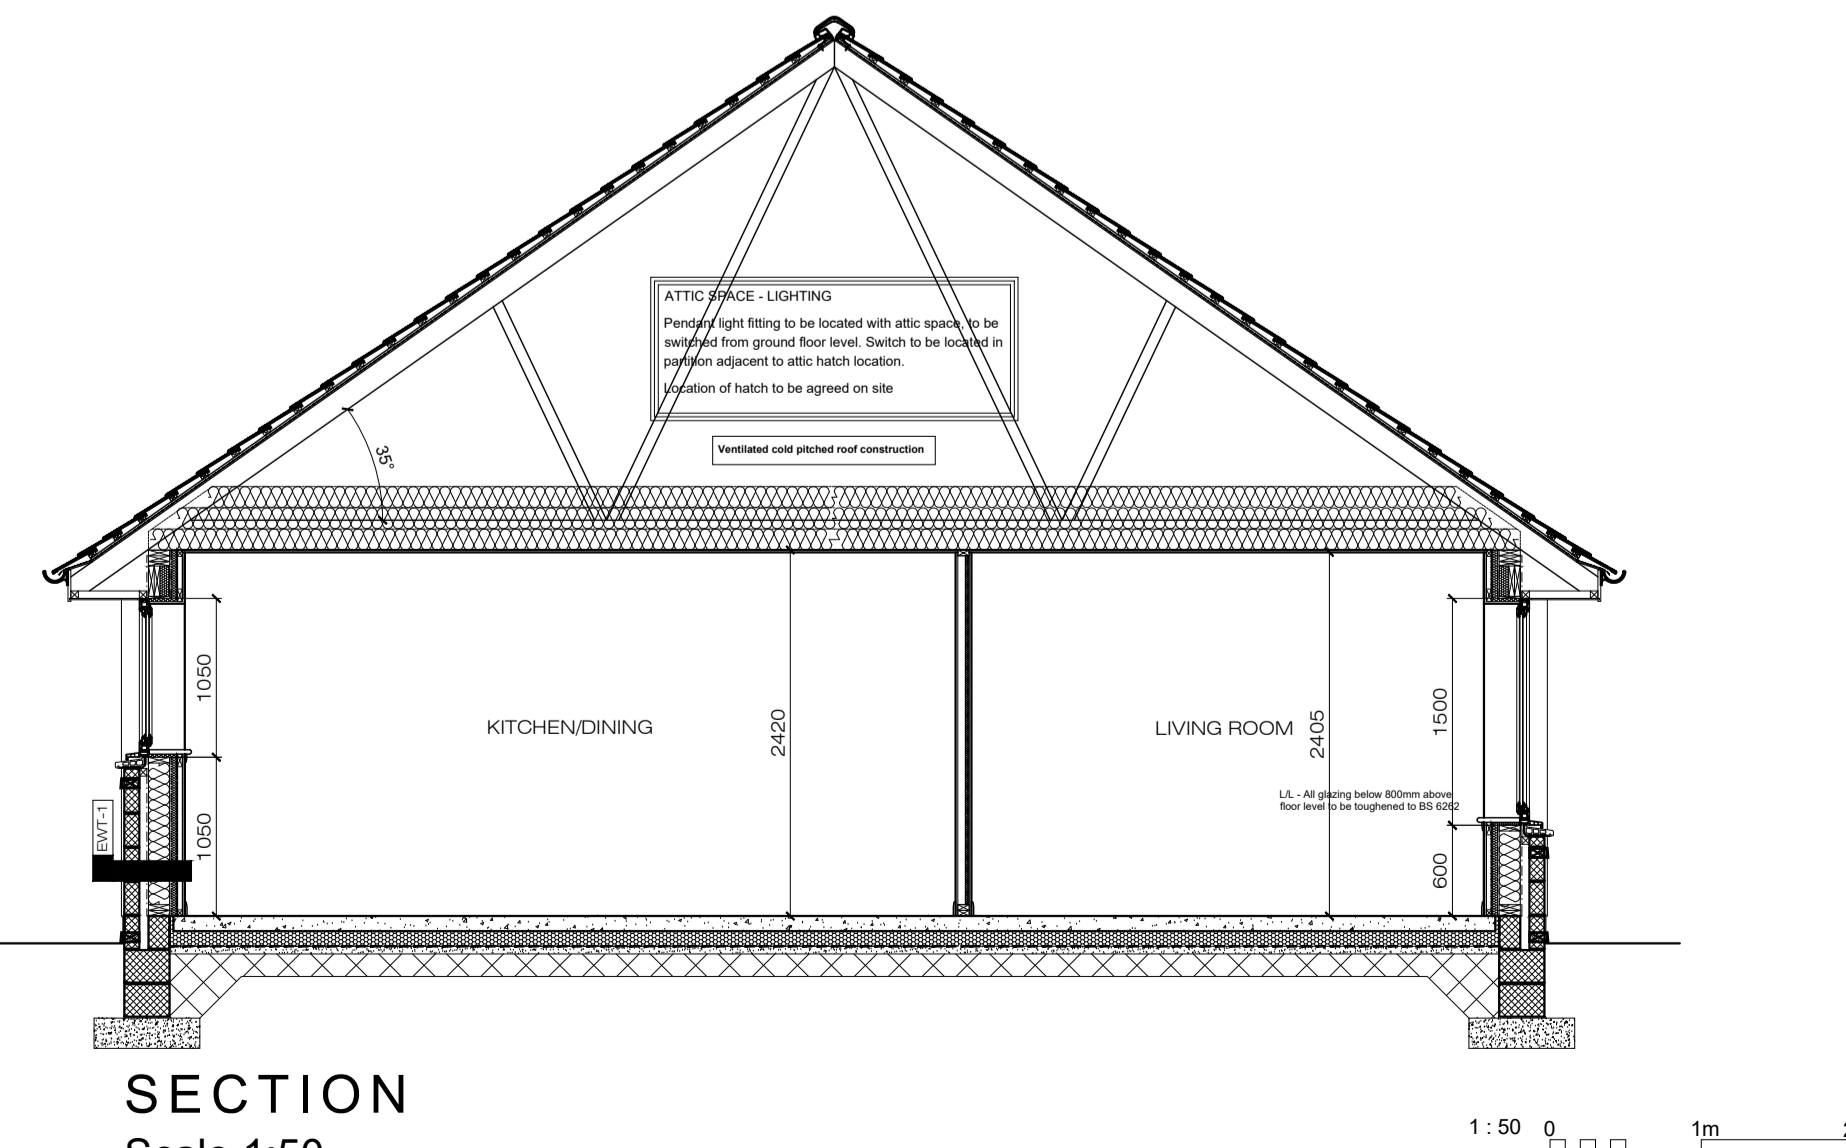 ATTIC SPACE - LIGHTING
Pendant light fitting to be located with attic space, to be
switched from ground floor level. Switch to be located in
partition adjacent to attic hatch location.
Location of hatch to be agreed on site
Ventilated cold pitched roof construction
35°
1050
KITCHEN/DINING
2420
LIVING ROOM
2405
1500
L/L - All glazing below 800mm above
floor level to be toughened to BS 6262
EWT-1
1050
600
SECTION
Scale 1:50
1 : 50 0 1m